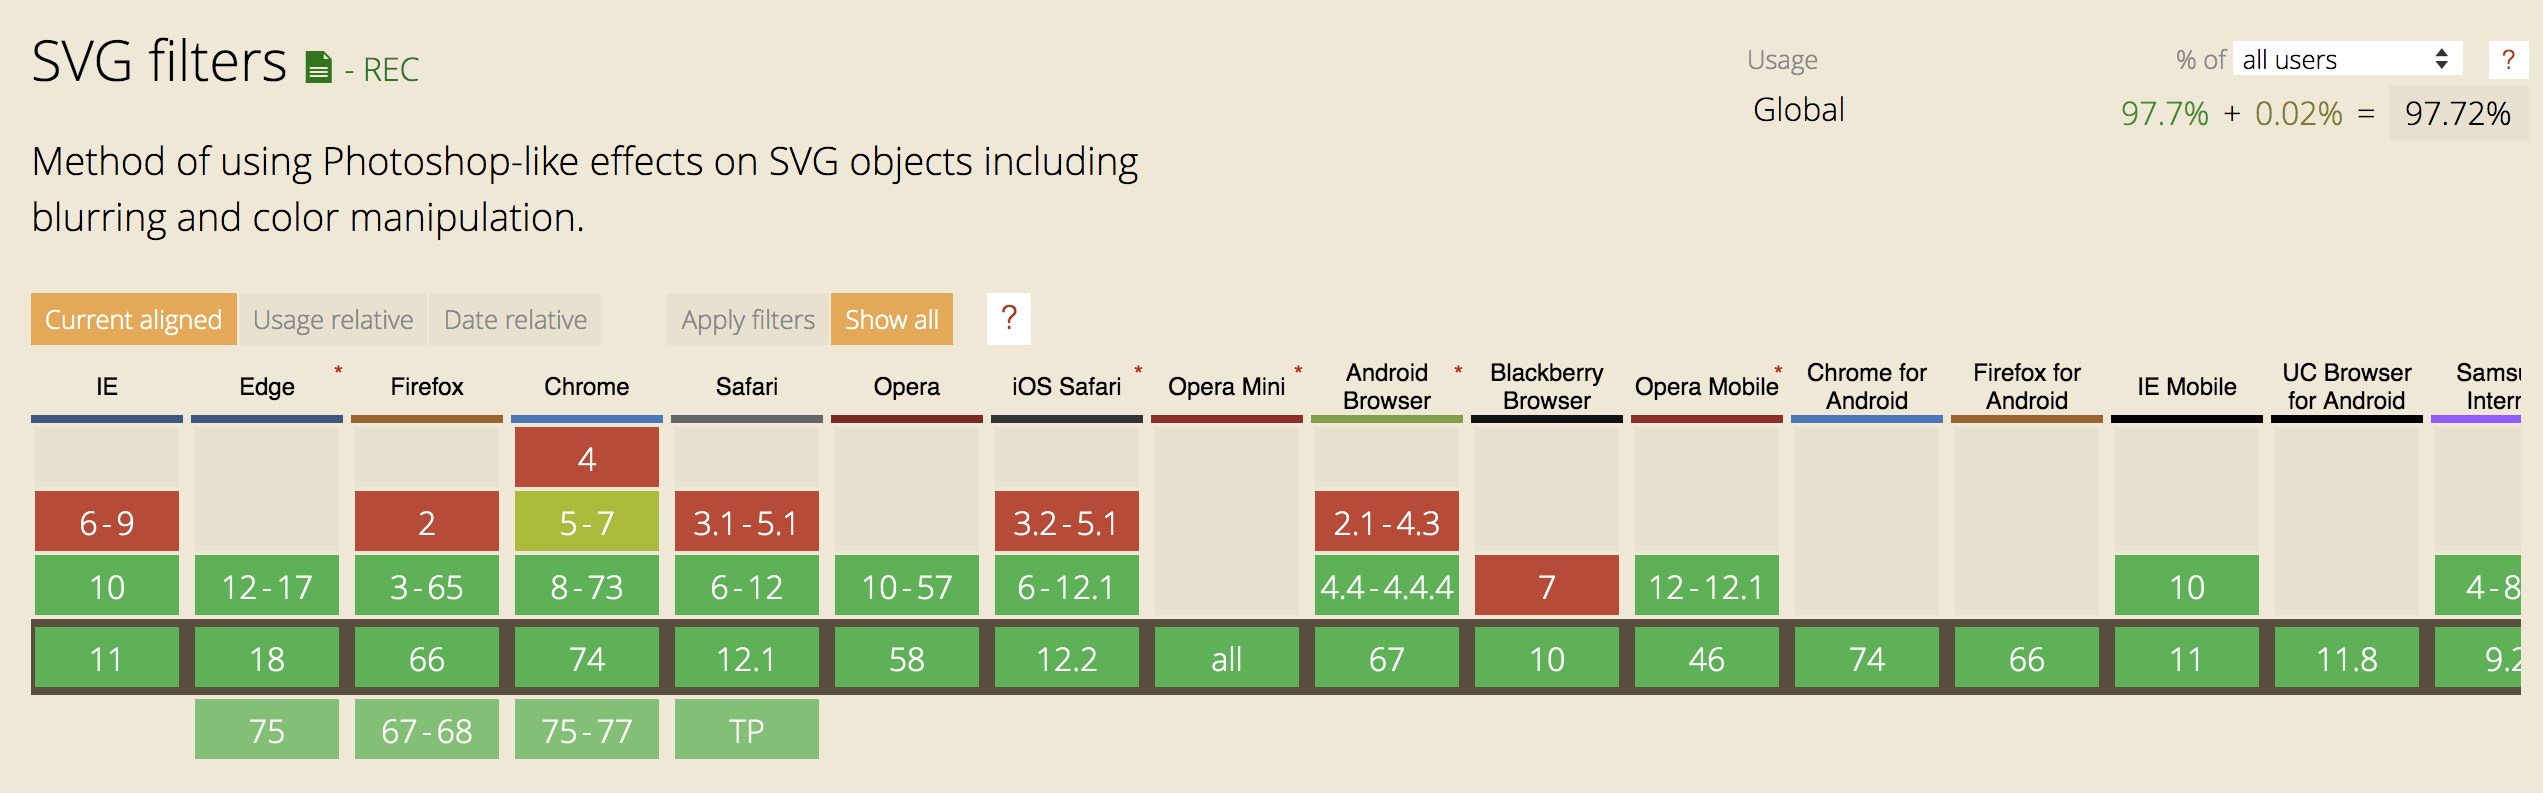 SVG filters - REC
Usage % of all users ?
Global 97.7% + 0.02% = 97.72%
Method of using Photoshop-like effects on SVG objects including
blurring and color manipulation.
Current aligned Usage relative Date relative Apply filters Show all ?
IE Edge * Firefox Chrome Safari Opera iOS Safari * Opera Mini * Android Browser * Blackberry Browser Opera Mobile * Chrome for Android Firefox for Android IE Mobile UC Browser for Android
4
6-9 2 5-7 3.1-5.1 3.2-5.1 2.1-4.3
10 12-17 3-65 8-73 6-12 10-57 6-12.1 4.4-4.4.4 7 12-12.1 10 4-8
11 18 66 74 12.1 58 12.2 all 67 10 46 74 66 11 11.8 9.2
75 67-68 75-77 TP